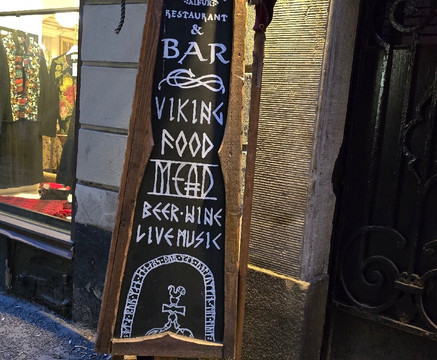 RESTAURANT
&
BAR
VIKING
FOOD
MEAD
BEER·WINE
LIVE MUSIC